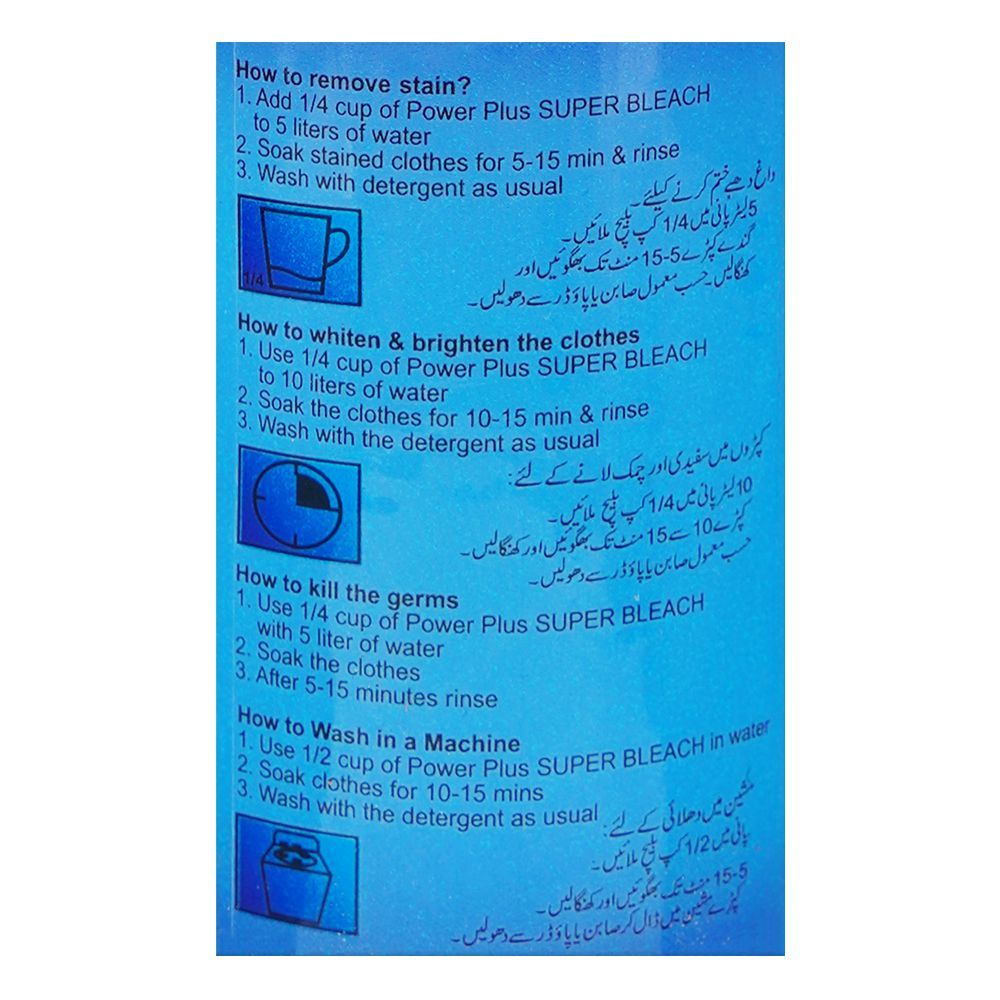 How to remove stain?
1. Add 1/4 cup of Power Plus SUPER BLEACH
to 5 liters of water
2. Soak stained clothes for 5-15 min & rinse
3. Wash with detergent as usual
داغ دھبے ختم کرنے کیلئے۔
5 لیٹر پانی میں 1/4 کپ بلیچ ملائیں۔
گندے کپڑے 5-15 منٹ تک بھگوئیں اور
کھنگالیں۔ حسب معمول صابن یا پاؤڈر سے دھولیں۔
1/4
How to whiten & brighten the clothes
1. Use 1/4 cup of Power Plus SUPER BLEACH
to 10 liters of water
2. Soak the clothes for 10-15 min & rinse
3. Wash with the detergent as usual
کپڑوں میں سفیدی اور چمک لانے کے لئے:
10 لیٹر پانی میں 1/4 کپ بلیچ ملائیں۔
کپڑے 10 سے 15 منٹ تک بھگوئیں اور کھنگالیں۔
حسب معمول صابن یا پاؤڈر سے دھولیں۔
How to kill the germs
1. Use 1/4 cup of Power Plus SUPER BLEACH
with 5 liter of water
2. Soak the clothes
3. After 5-15 minutes rinse
How to Wash in a Machine
1. Use 1/2 cup of Power Plus SUPER BLEACH in water
2. Soak clothes for 10-15 mins
3. Wash with the detergent as usual
مشین میں دھلائی کے لئے:
پانی میں 1/2 کپ بلیچ ملائیں۔
5-15 منٹ تک بھگوئیں اور کھنگالیں۔
کپڑے مشین میں ڈال کر صابن یا پاؤڈر سے دھولیں۔